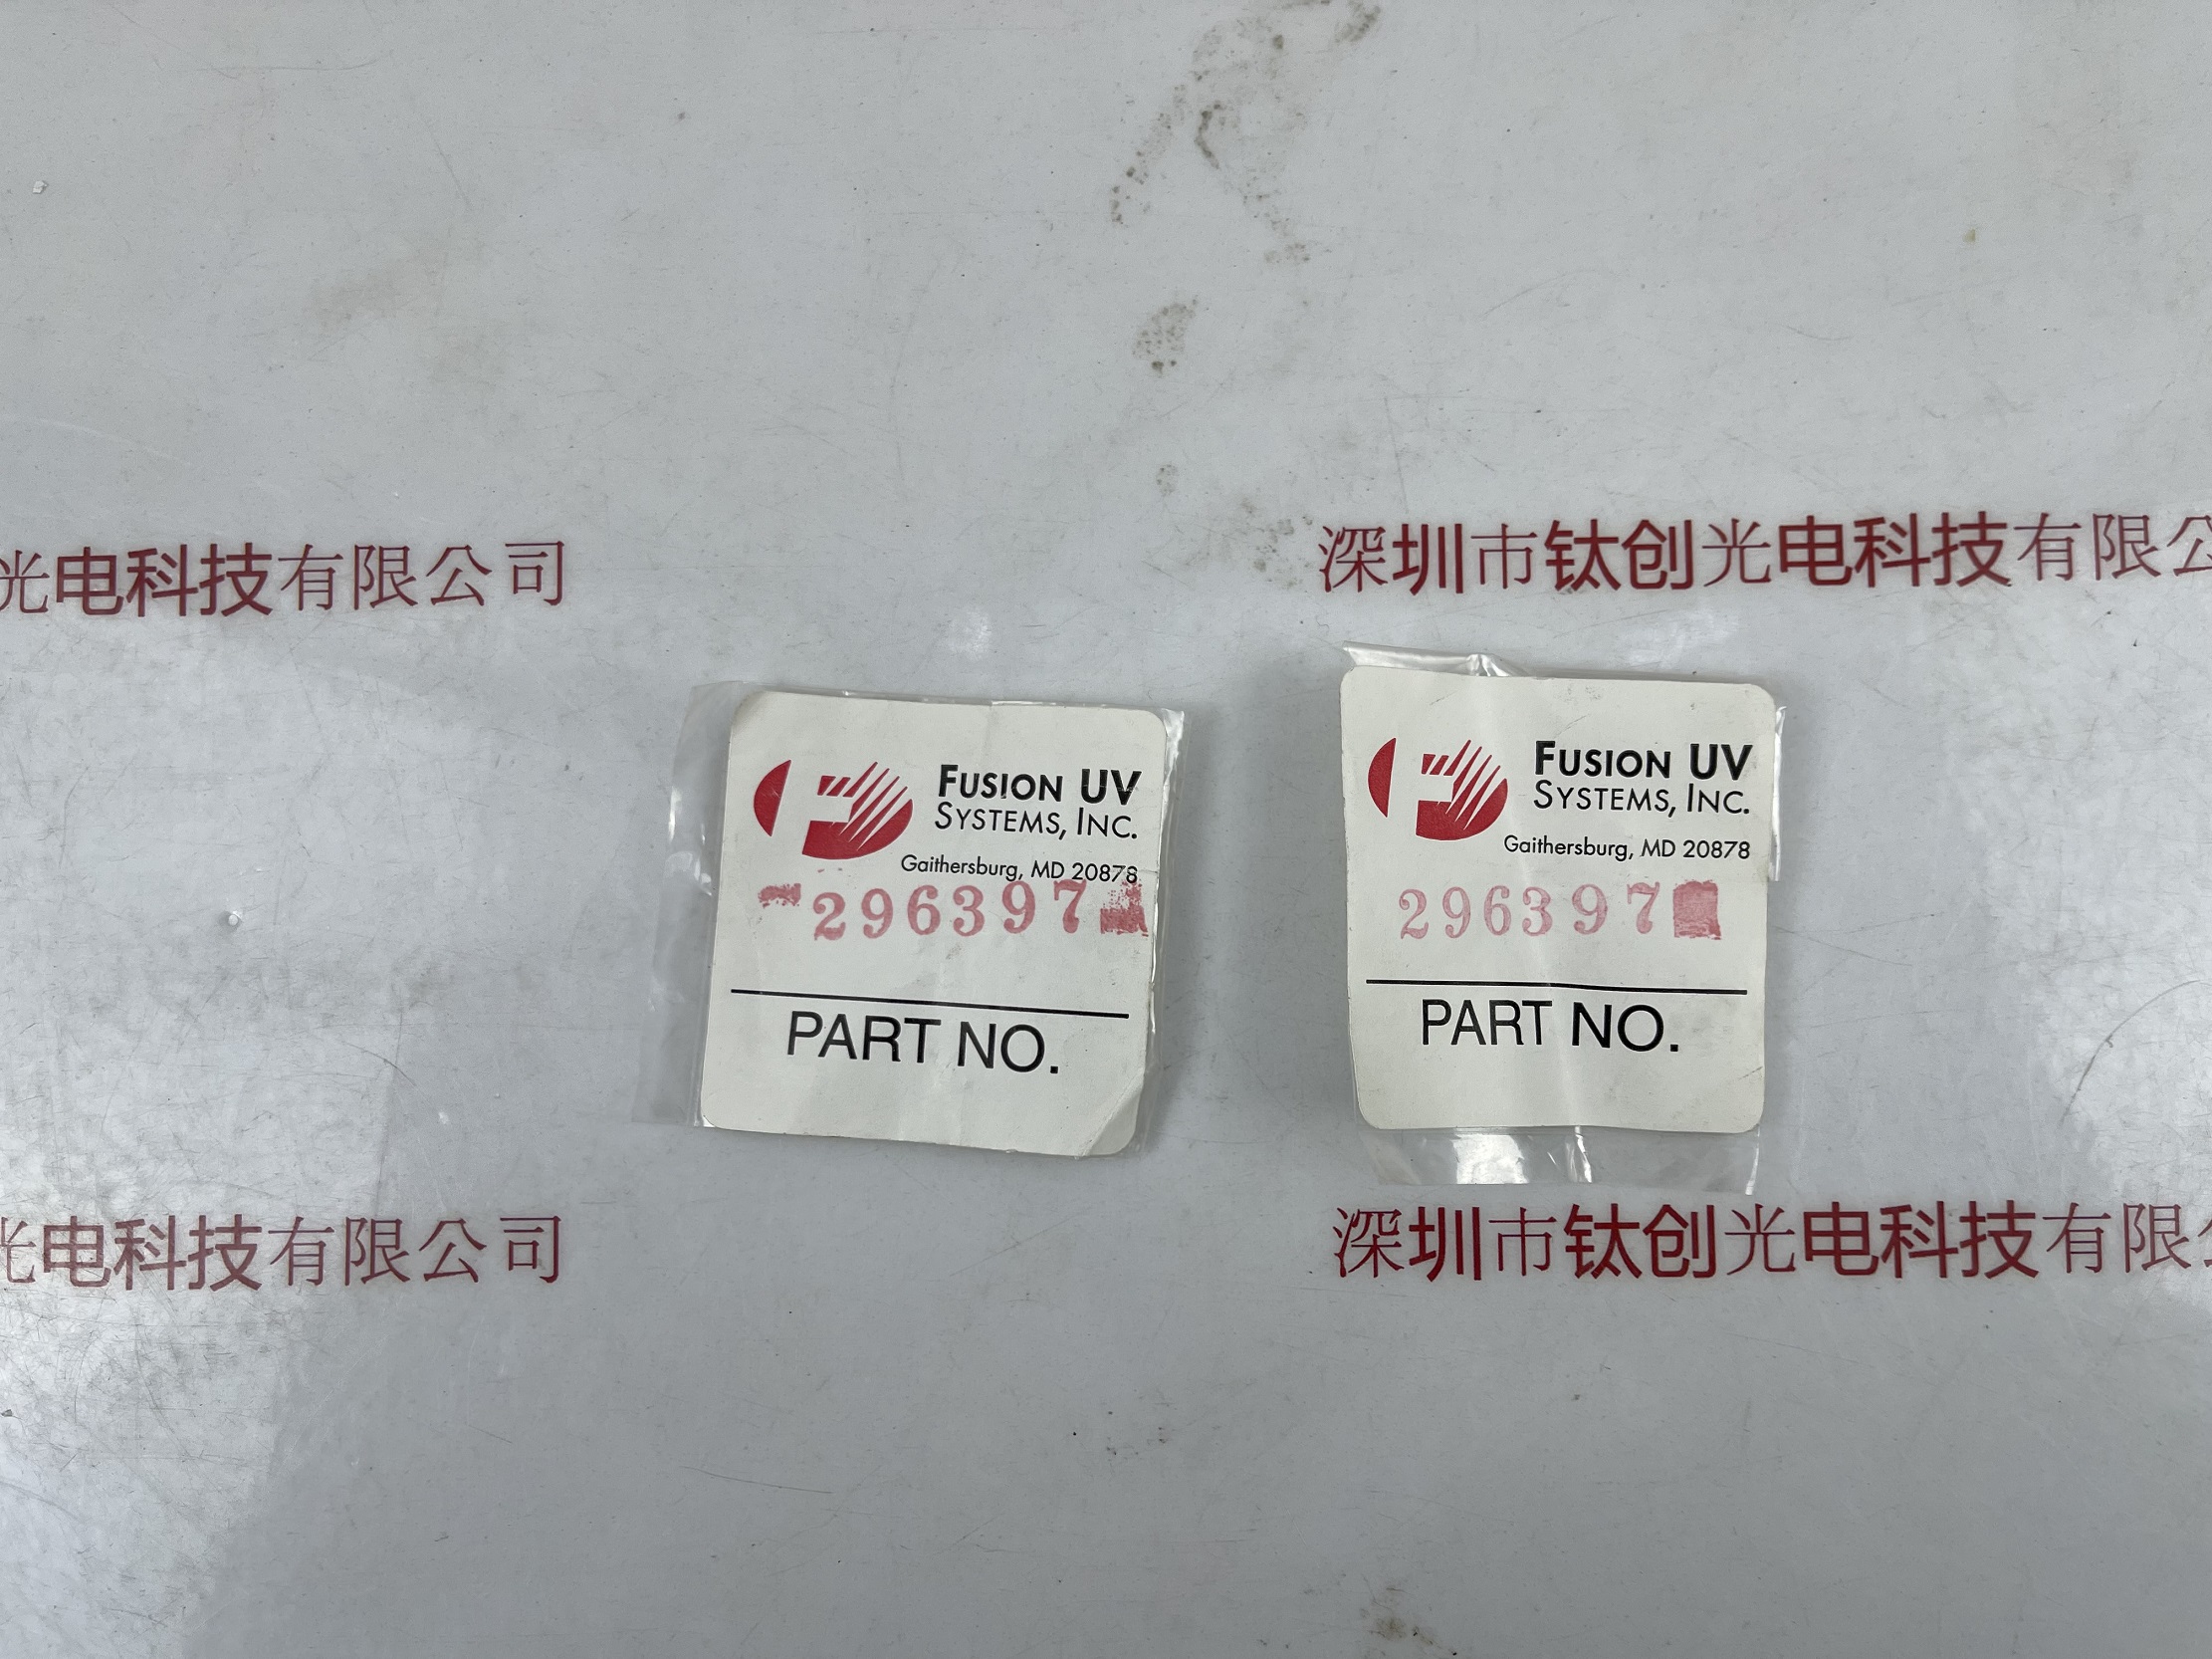 光电科技有限公司
深圳市钛创光电科技有限公
FUSION UV
SYSTEMS, INC.
Gaithersburg, MD 20878
296397
PART NO.
FUSION UV
SYSTEMS, INC.
Gaithersburg, MD 20878
296397
PART NO.
光电科技有限公司
深圳市钛创光电科技有限